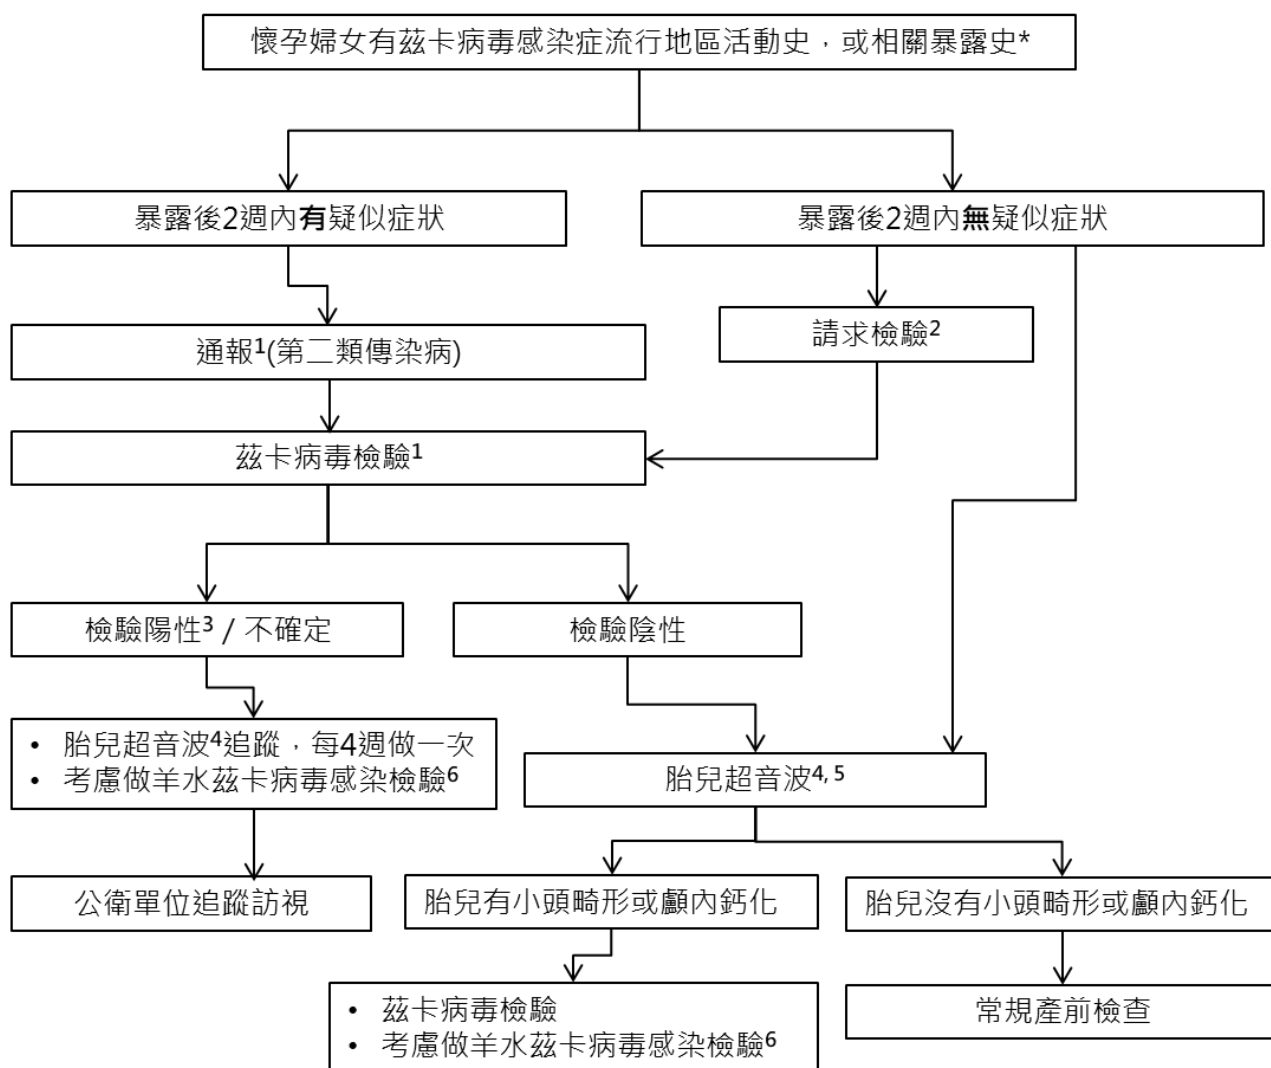 懷孕婦女有茲卡病毒感染症流行地區活動史，或相關暴露史*
暴露後2週內有疑似症狀
暴露後2週內無疑似症狀
通報¹(第二類傳染病)
請求檢驗²
茲卡病毒檢驗¹
檢驗陽性³ / 不確定
檢驗陰性
• 胎兒超音波⁴追蹤，每4週做一次
• 考慮做羊水茲卡病毒感染檢驗⁶
胎兒超音波⁴˒ ⁵
公衛單位追蹤訪視
胎兒有小頭畸形或顱內鈣化
胎兒沒有小頭畸形或顱內鈣化
• 茲卡病毒檢驗
• 考慮做羊水茲卡病毒感染檢驗⁶
常規產前檢查